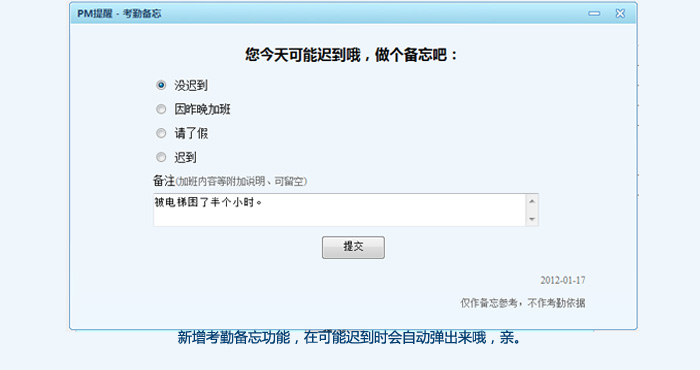 PM提醒 - 考勤备忘
您今天可能迟到哦，做个备忘吧：
没迟到
因昨晚加班
请了假
迟到
备注(加班内容等附加说明、可留空)
被电梯困了半个小时。
提交
2012-01-17
仅作备忘参考，不作考勤依据
新增考勤备忘功能，在可能迟到时会自动弹出来哦，亲。